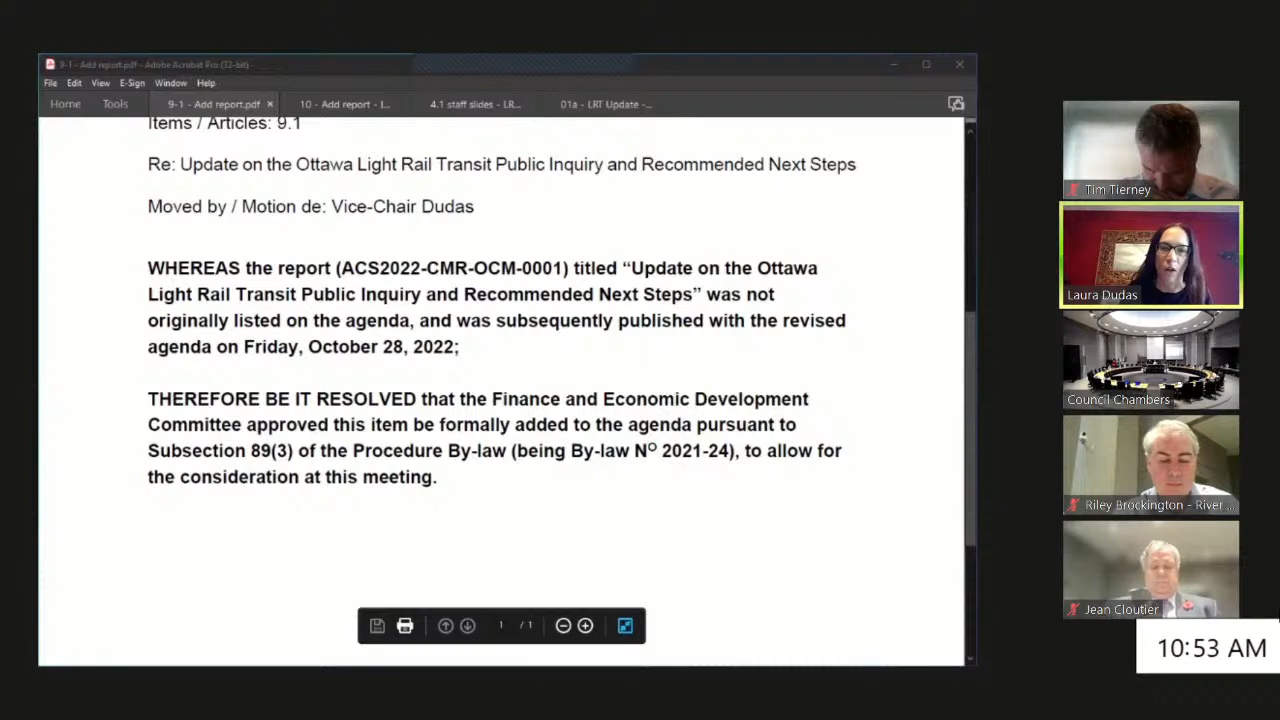 9-1 - Add report.pdf - Adobe Acrobat Pro (32-bit)
File Edit View E-Sign Window Help
Home Tools 9-1 - Add report.pdf × 10 - Add report - I... 4.1 staff slides - LR... 01a - LRT Update -...
Items / Articles: 9.1
Re: Update on the Ottawa Light Rail Transit Public Inquiry and Recommended Next Steps
Moved by / Motion de: Vice-Chair Dudas
WHEREAS the report (ACS2022-CMR-OCM-0001) titled “Update on the Ottawa
Light Rail Transit Public Inquiry and Recommended Next Steps” was not
originally listed on the agenda, and was subsequently published with the revised
agenda on Friday, October 28, 2022;
THEREFORE BE IT RESOLVED that the Finance and Economic Development
Committee approved this item be formally added to the agenda pursuant to
Subsection 89(3) of the Procedure By-law (being By-law Nº 2021-24), to allow for
the consideration at this meeting.
1 / 1
Tim Tierney
Laura Dudas
Council Chambers
Riley Brockington - River ...
Jean Cloutier
10:53 AM